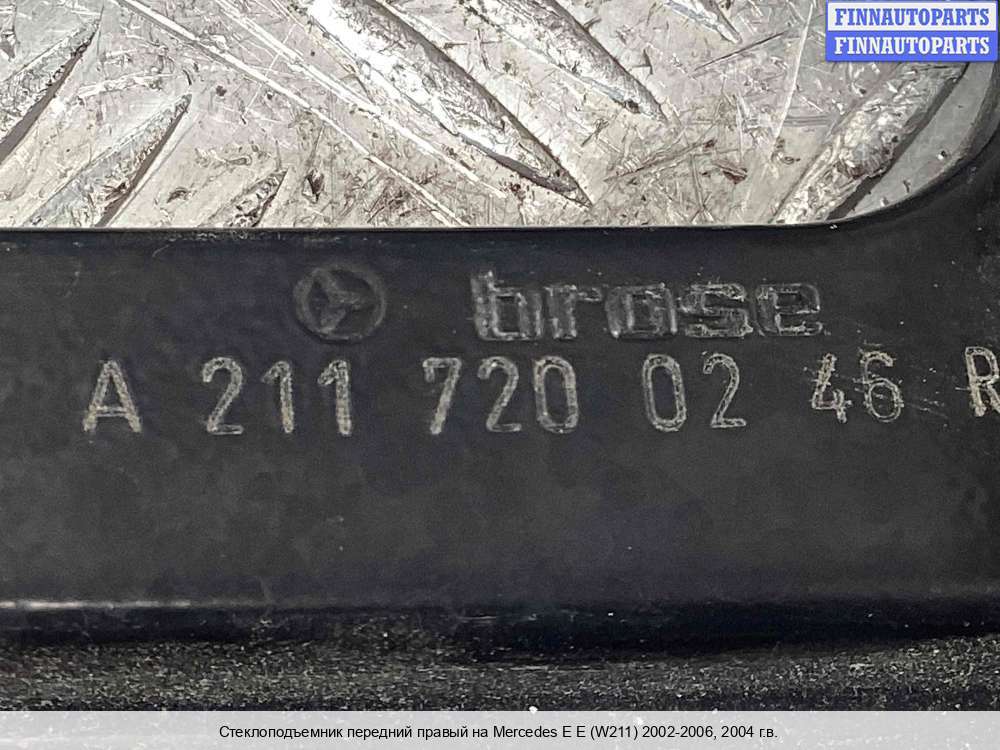 FINNAUTOPARTS
FINNAUTOPARTS
brose
A 211 720 02 46 R
Стеклоподъемник передний правый на Mercedes E E (W211) 2002-2006, 2004 г.в.